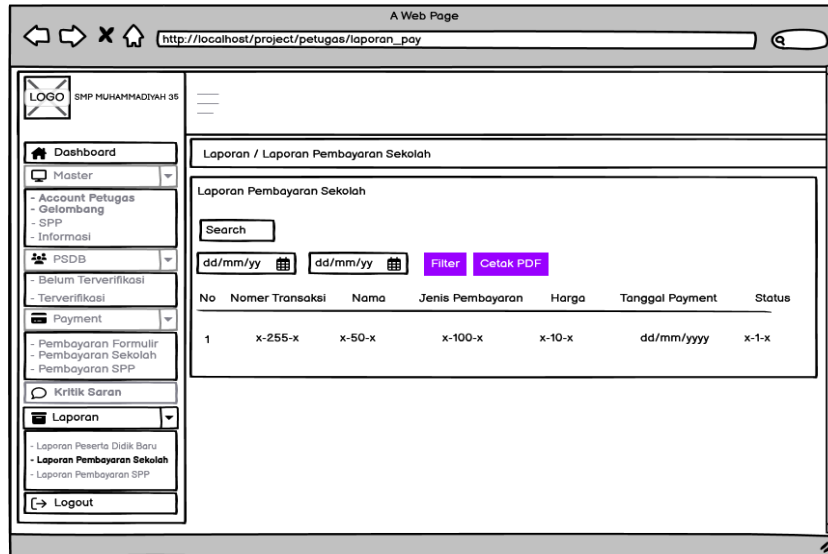 A Web Page
http://localhost/project/petugas/laporan_pay
LOGO
SMP MUHAMMADIYAH 35
Dashboard
Master
- Account Petugas
- Gelombang
- SPP
- Informasi
PSDB
- Belum Terverifikasi
- Terverifikasi
Payment
- Pembayaran Formulir
- Pembayaran Sekolah
- Pembayaran SPP
Kritik Saran
Laporan
- Laporan Peserta Didik Baru
- Laporan Pembayaran Sekolah
- Laporan Pembayaran SPP
Logout
Laporan / Laporan Pembayaran Sekolah
Laporan Pembayaran Sekolah
Search
dd/mm/yy dd/mm/yy Filter Cetak PDF
No Nomer Transaksi Nama Jenis Pembayaran Harga Tanggal Payment Status
1 x-255-x x-50-x x-100-x x-10-x dd/mm/yyyy x-1-x